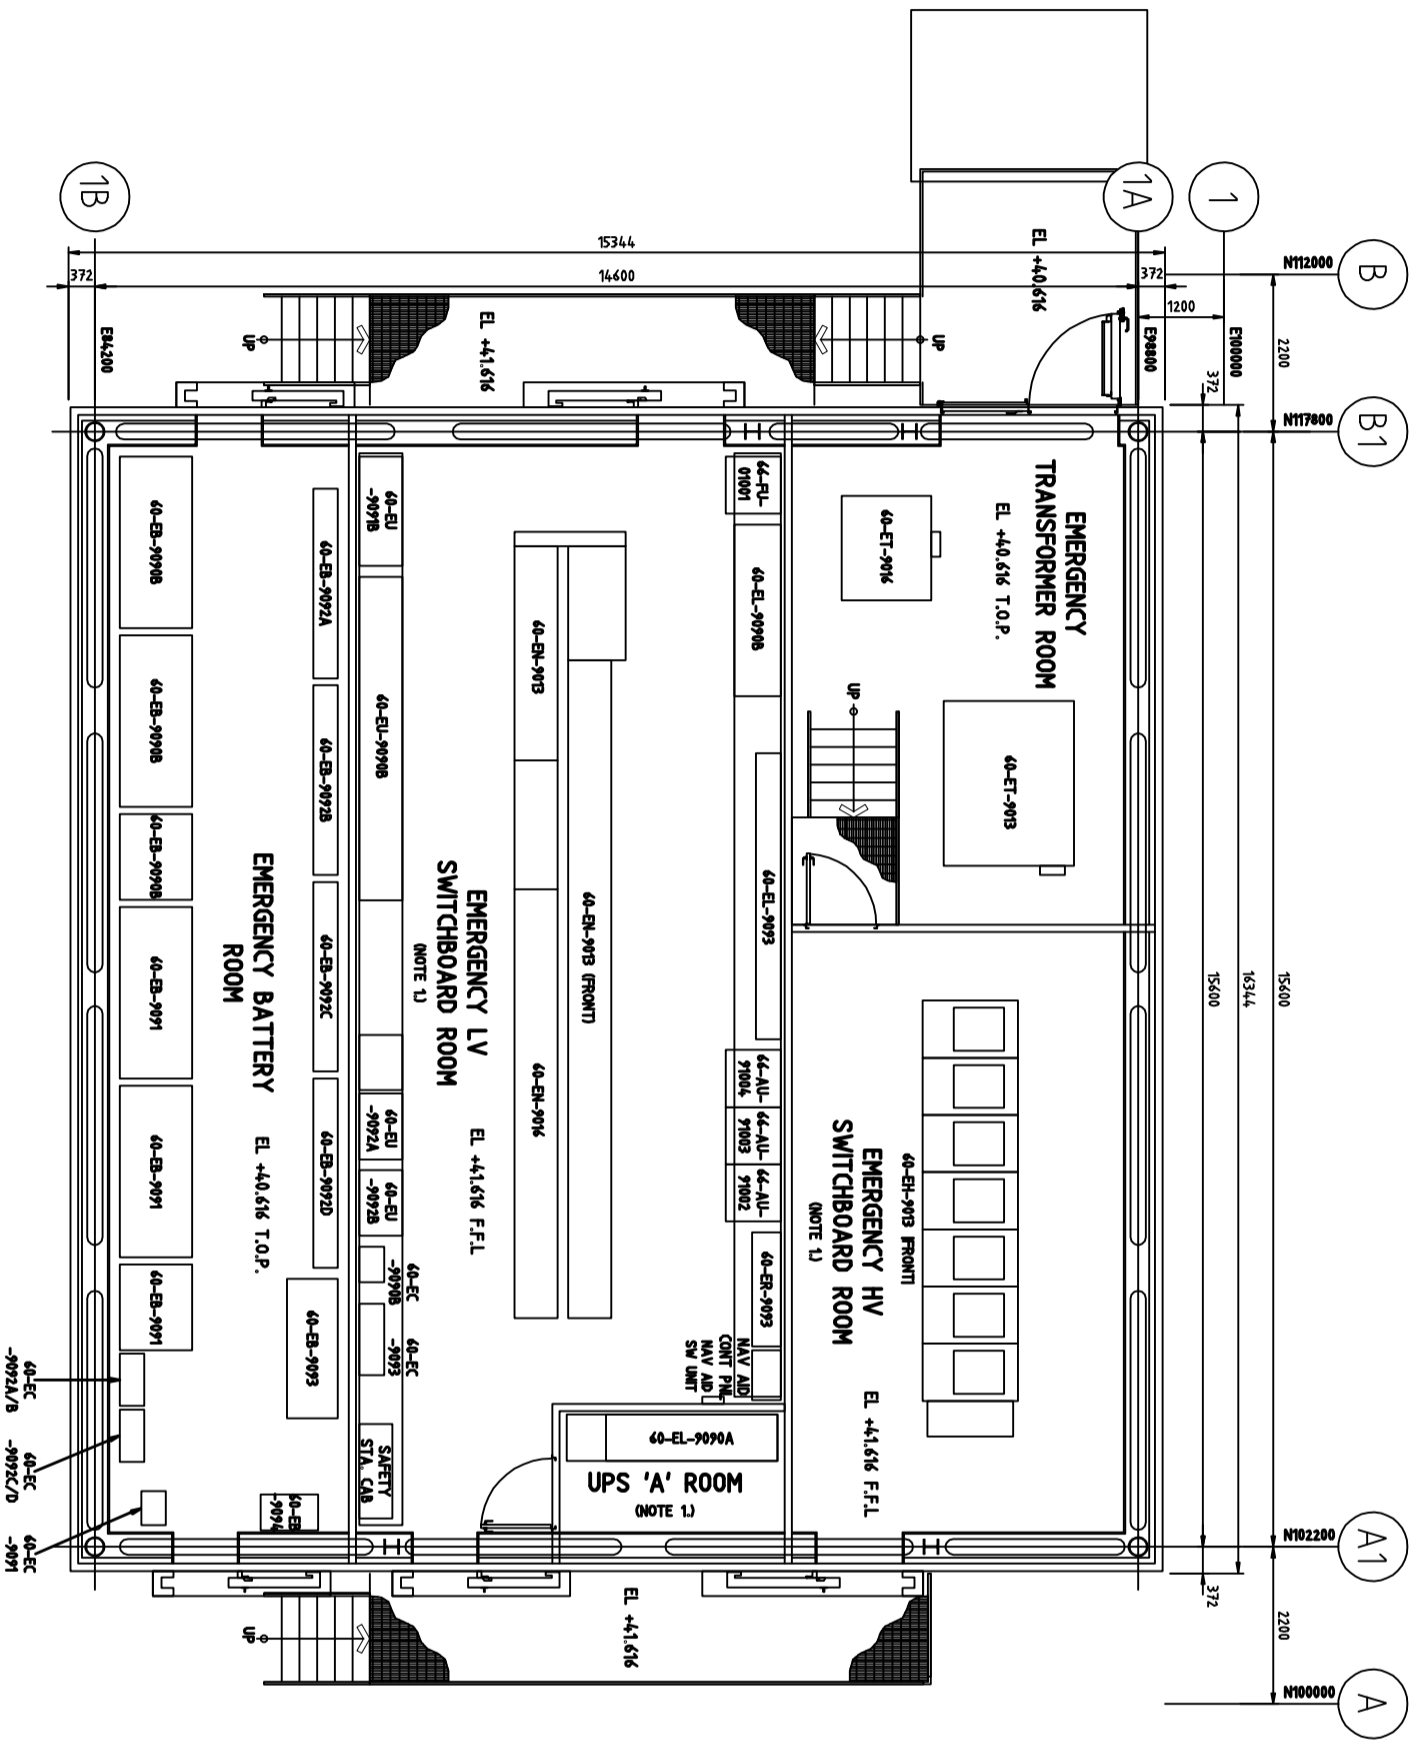 B
B1
A1
A
N112000
N117800
N102200
N100000
2200
15600
2200
1
1A
1B
E100000
E98800
E84200
1200
372
16344
15600
372
372
14600
372
15344
EL +40.616
EL +41.616
EL +41.616
UP
UP
UP
UP
EMERGENCY
TRANSFORMER ROOM
EL +40.616 T.O.P.
60-ET-9016
60-ET-9013
60-EH-9013 (FRONT)
EMERGENCY HV
SWITCHBOARD ROOM
(NOTE 1.)
EL +41.616 F.F.L
66-FU-
01001
60-EL-9090B
60-EL-9093
66-AU-
91004
66-AU-
91003
66-AU-
91002
60-ER-9093
NAV AID
CONT PNL
NAV AID
SW UNIT
60-EL-9090A
UPS 'A' ROOM
(NOTE 1.)
60-EN-9013
60-EN-9013 (FRONT)
60-EN-9016
EMERGENCY LV
SWITCHBOARD ROOM
(NOTE 1.)
EL +41.616 F.F.L
60-EU
-9091B
60-EU-9090B
60-EU
-9092A
60-EU
-9092B
60-EC
-9090B
60-EC
-9093
SAFETY
STA. CAB
60-EB-9092A
60-EB-9092B
60-EB-9092C
60-EB-9092D
60-EB-9093
60-EB
-9094
EMERGENCY BATTERY
ROOM
EL +40.616 T.O.P.
60-EB-9090B
60-EB-9090B
60-EB-9090B
60-EB-9091
60-EB-9091
60-EB-9091
60-EC
-9092A/B
60-EC
-9092C/D
60-EC
-9091